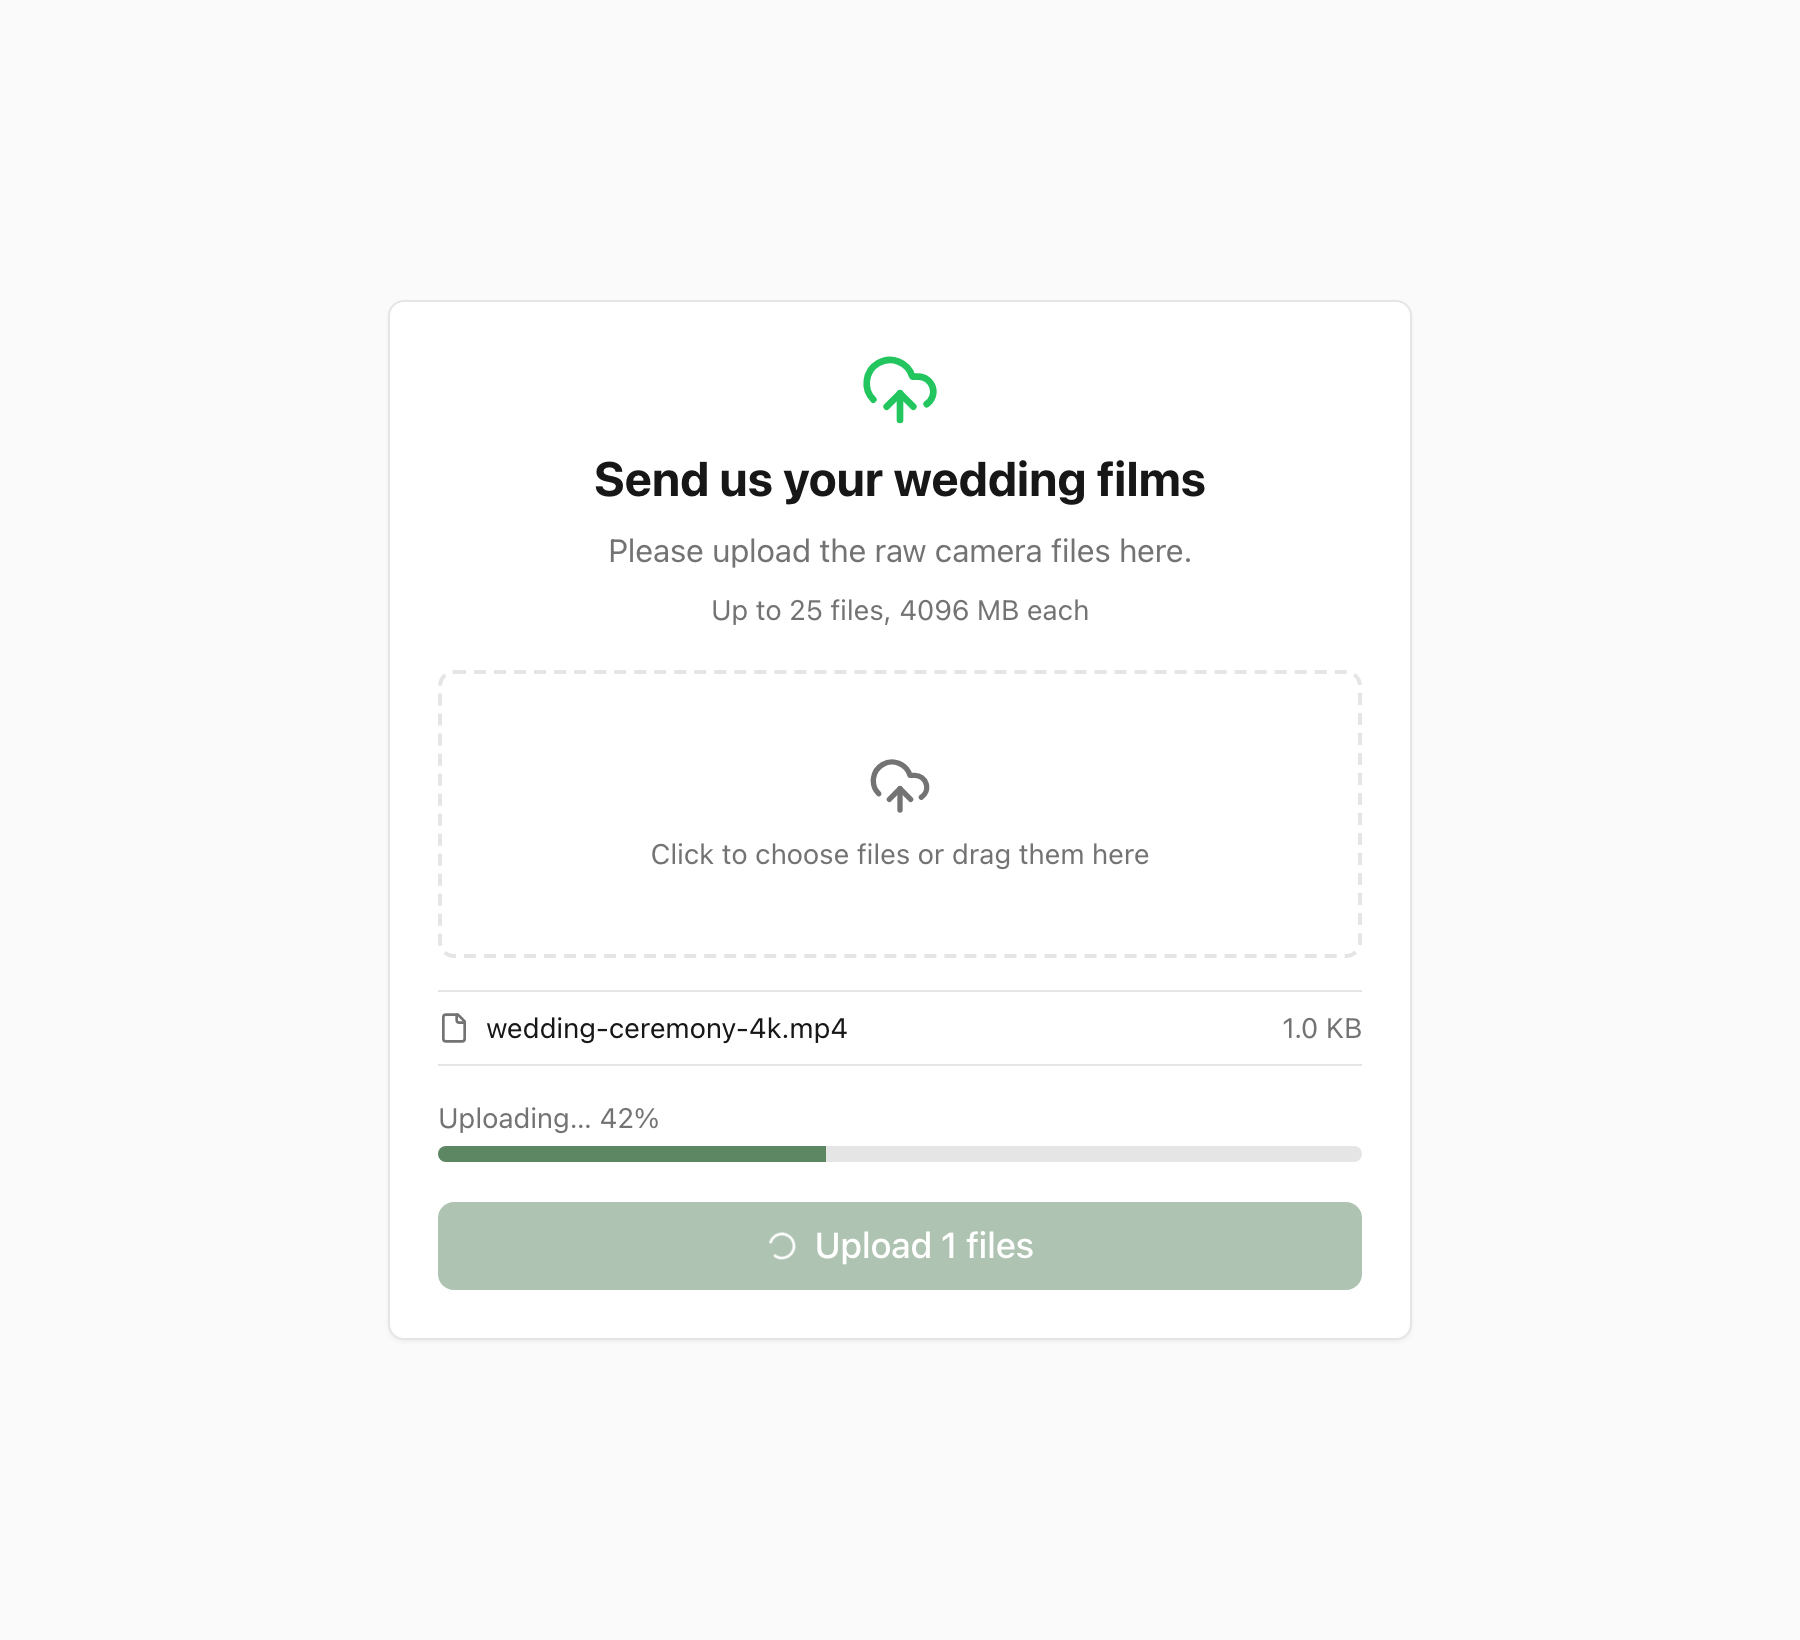 Send us your wedding films
Please upload the raw camera files here.
Up to 25 files, 4096 MB each
Click to choose files or drag them here
wedding-ceremony-4k.mp4 1.0 KB
Uploading... 42%
Upload 1 files